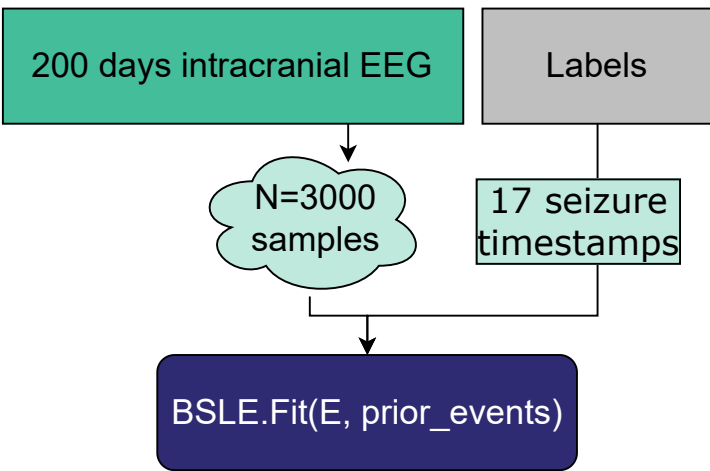 200 days intracranial EEG
Labels
N=3000
samples
17 seizure
timestamps
BSLE.Fit(E, prior_events)